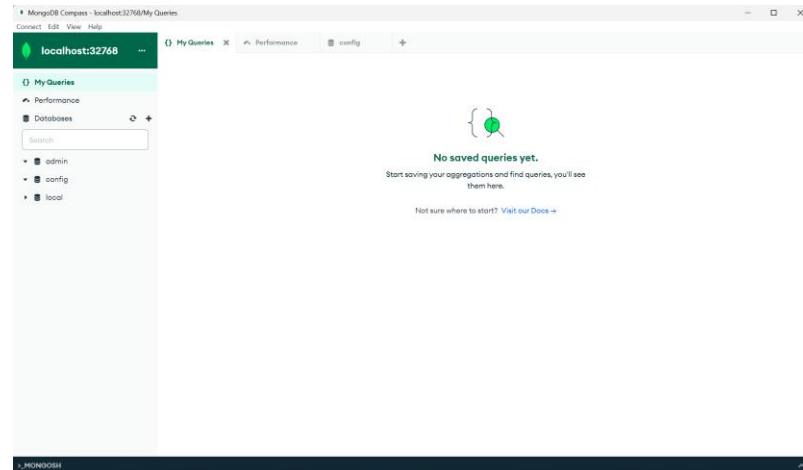 MongoDB Compass - localhost:32768/My Queries
Connect Edit View Help
localhost:32768 ...
{} My Queries
Performance
config
{} My Queries
Performance
Databases
Search
admin
config
local
No saved queries yet.
Start saving your aggregations and find queries, you'll see
them here.
Not sure where to start? Visit our Docs →
>_MONGOSH